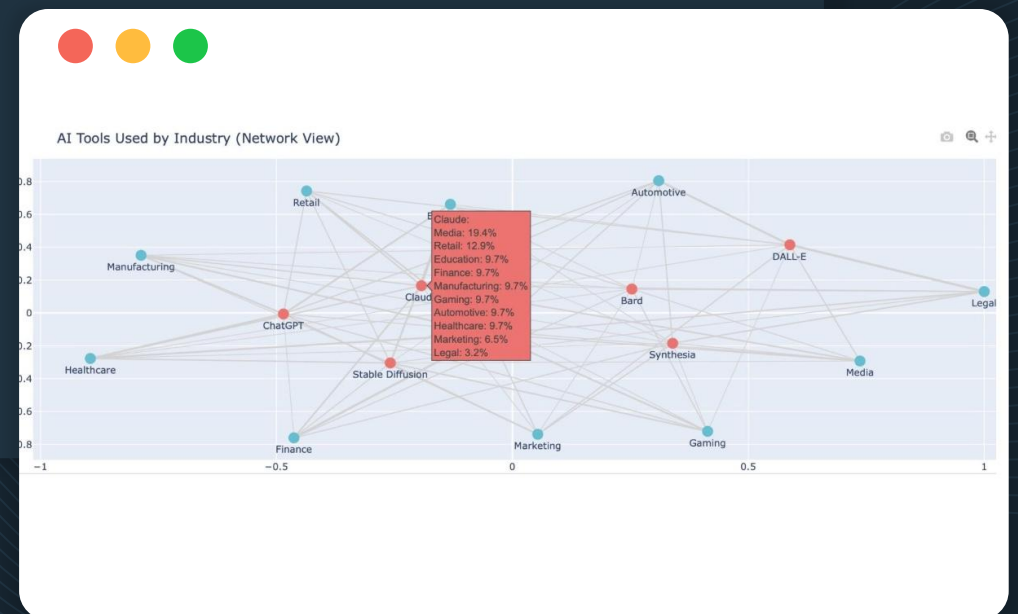 AI Tools Used by Industry (Network View)
0.8
0.6
0.4
0.2
0
0.2
0.4
0.6
0.8
−1
−0.5
0
0.5
1
Retail
Automotive
Manufacturing
DALL-E
Legal
Bard
ChatGPT
Synthesia
Healthcare
Stable Diffusion
Media
Finance
Marketing
Gaming
Claude:
Media: 19.4%
Retail: 12.9%
Education: 9.7%
Finance: 9.7%
Manufacturing: 9.7%
Gaming: 9.7%
Automotive: 9.7%
Healthcare: 9.7%
Marketing: 6.5%
Legal: 3.2%